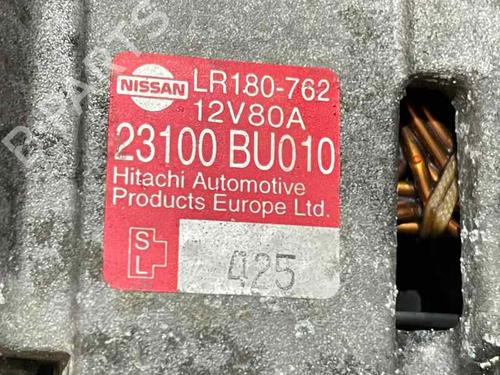 NISSAN
LR180-762
12V80A
23100 BU010
Hitachi Automotive
Products Europe Ltd.
S
L
425